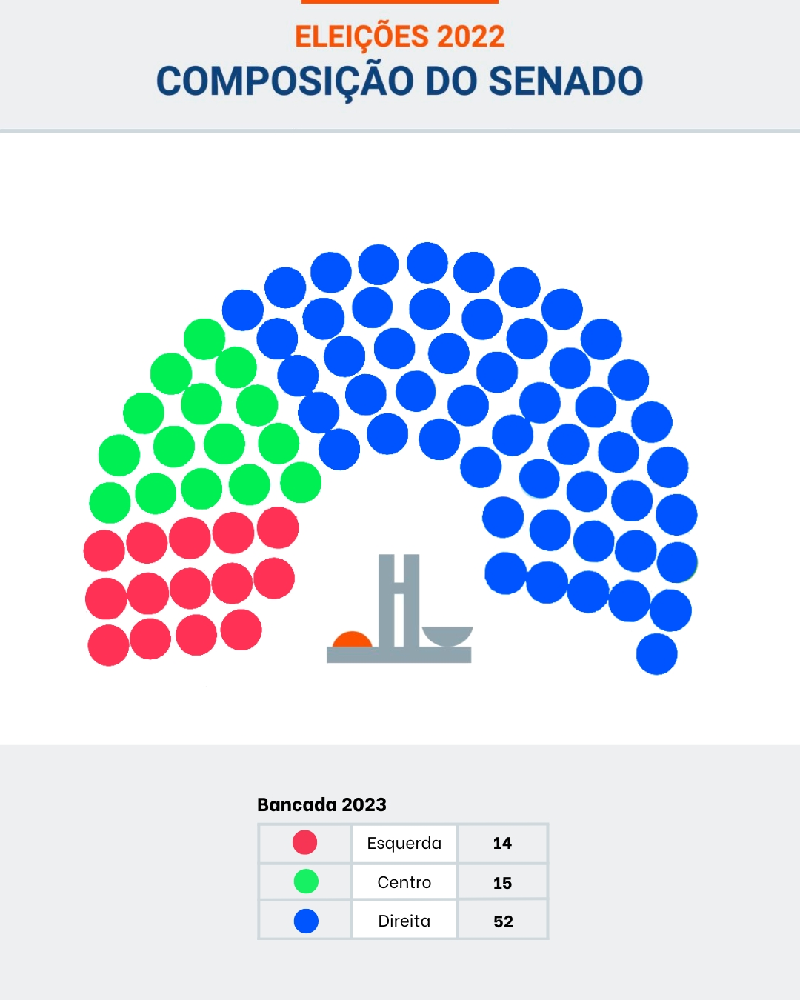 ELEIÇÕES 2022
COMPOSIÇÃO DO SENADO
Bancada 2023
Esquerda 14
Centro 15
Direita 52